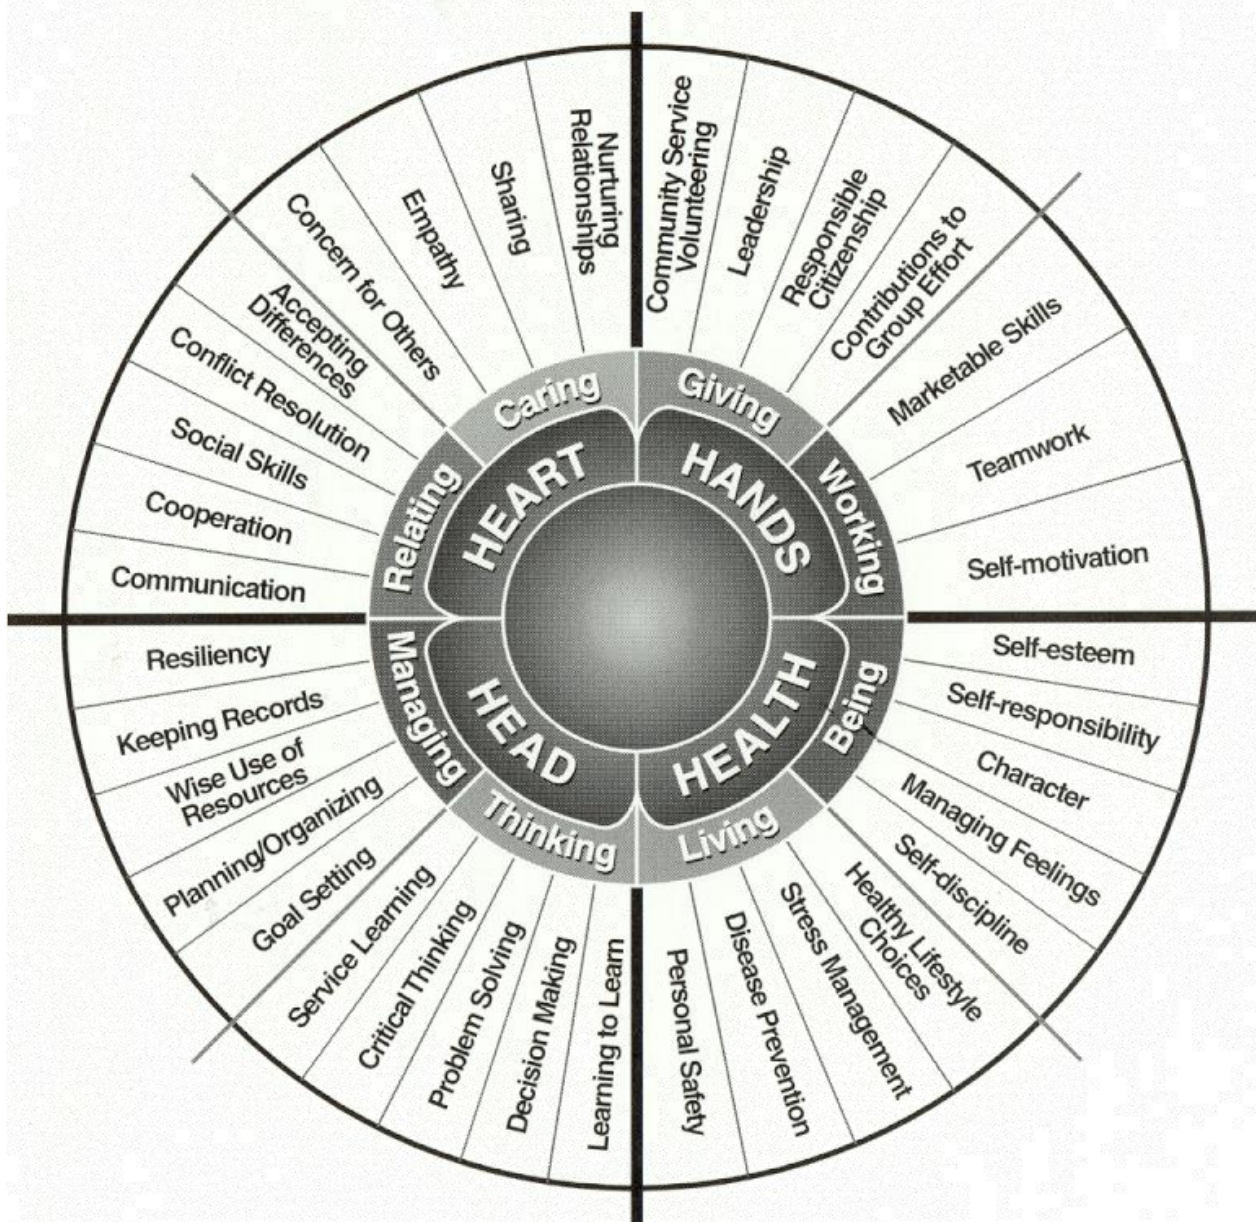 Nurturing
Relationships
Sharing
Empathy
Concern for Others
Accepting
Differences
Conflict Resolution
Social Skills
Cooperation
Communication
Community Service
Volunteering
Leadership
Responsible
Citizenship
Contributions to
Group Effort
Marketable Skills
Teamwork
Self-motivation
Caring
Relating
HEART
Giving
Working
HANDS
Managing
Thinking
HEAD
Being
Living
HEALTH
Resiliency
Keeping Records
Wise Use of
Resources
Planning/Organizing
Goal Setting
Service Learning
Critical Thinking
Problem Solving
Decision Making
Learning to Learn
Self-esteem
Self-responsibility
Character
Managing Feelings
Self-discipline
Healthy Lifestyle
Choices
Stress Management
Disease Prevention
Personal Safety